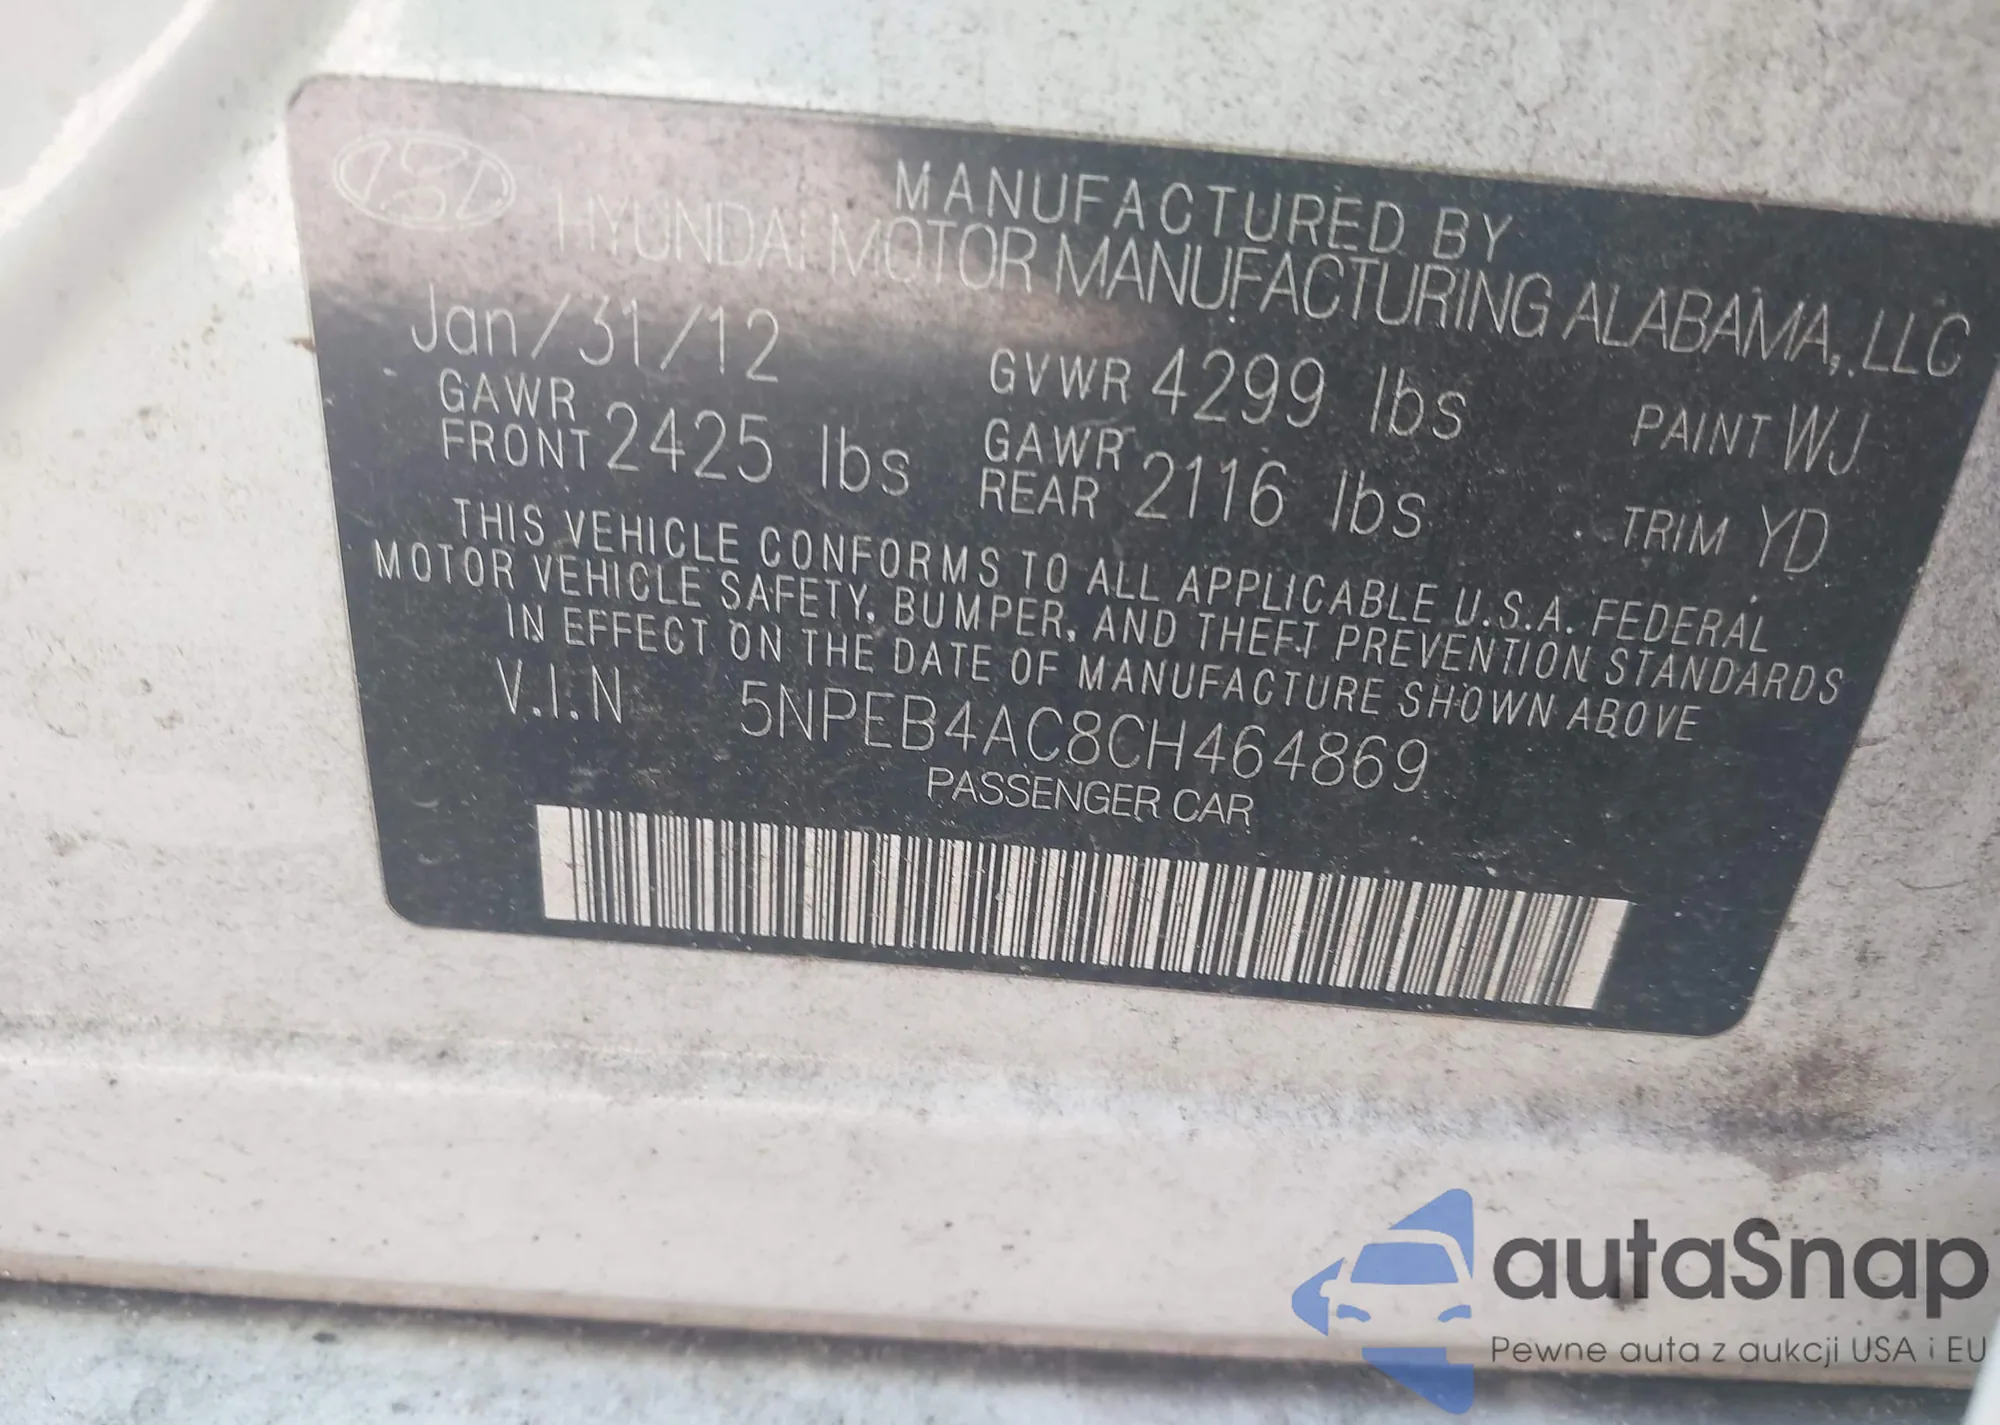 MANUFACTURED BY
HYUNDAI MOTOR MANUFACTURING ALABAMA, LLC
Jan/31/12 GVWR 4299 lbs PAINT WJ
GAWR FRONT 2425 lbs GAWR REAR 2116 lbs TRIM YD
THIS VEHICLE CONFORMS TO ALL APPLICABLE U.S.A. FEDERAL
MOTOR VEHICLE SAFETY, BUMPER, AND THEFT PREVENTION STANDARDS
IN EFFECT ON THE DATE OF MANUFACTURE SHOWN ABOVE
V.I.N 5NPEB4AC8CH464869
PASSENGER CAR
autaSnap
Pewne auta z aukcji USA i EU